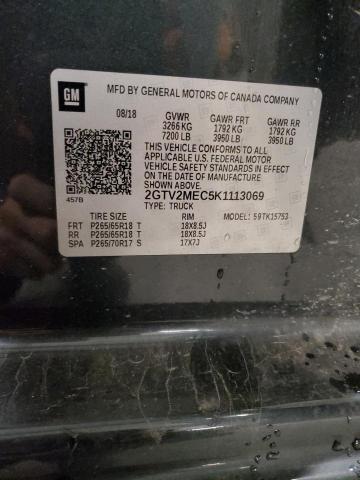 GM
MFD BY GENERAL MOTORS OF CANADA COMPANY
08/18 GVWR GAWR FRT GAWR RR
3266 KG 1792 KG 1792 KG
7200 LB 3950 LB 3950 LB
THIS VEHICLE CONFORMS TO ALL
APPLICABLE U.S. FEDERAL MOTOR
VEHICLE SAFETY STANDARDS IN EFFECT
ON THE DATE OF MANUFACTURE
SHOWN ABOVE.
457B 2GTV2MEC5K1113069
TYPE: TRUCK
TIRE SIZE RIM MODEL: 59TK15753
FRT P265/65R18 T 18X8.5J
RR P265/65R18 T 18X8.5J
SPA P265/70R17 S 17X7J